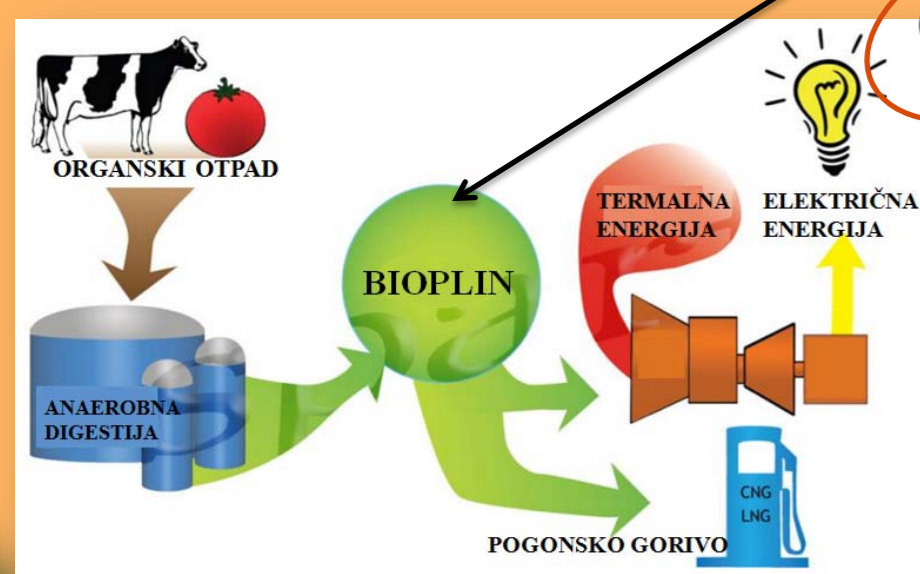 ORGANSKI OTPAD
TERMALNA
ENERGIJA
ELEKTRIČNA
ENERGIJA
BIOPLIN
ANAEROBNA
DIGESTIJA
CNG
LNG
POGONSKO GORIVO